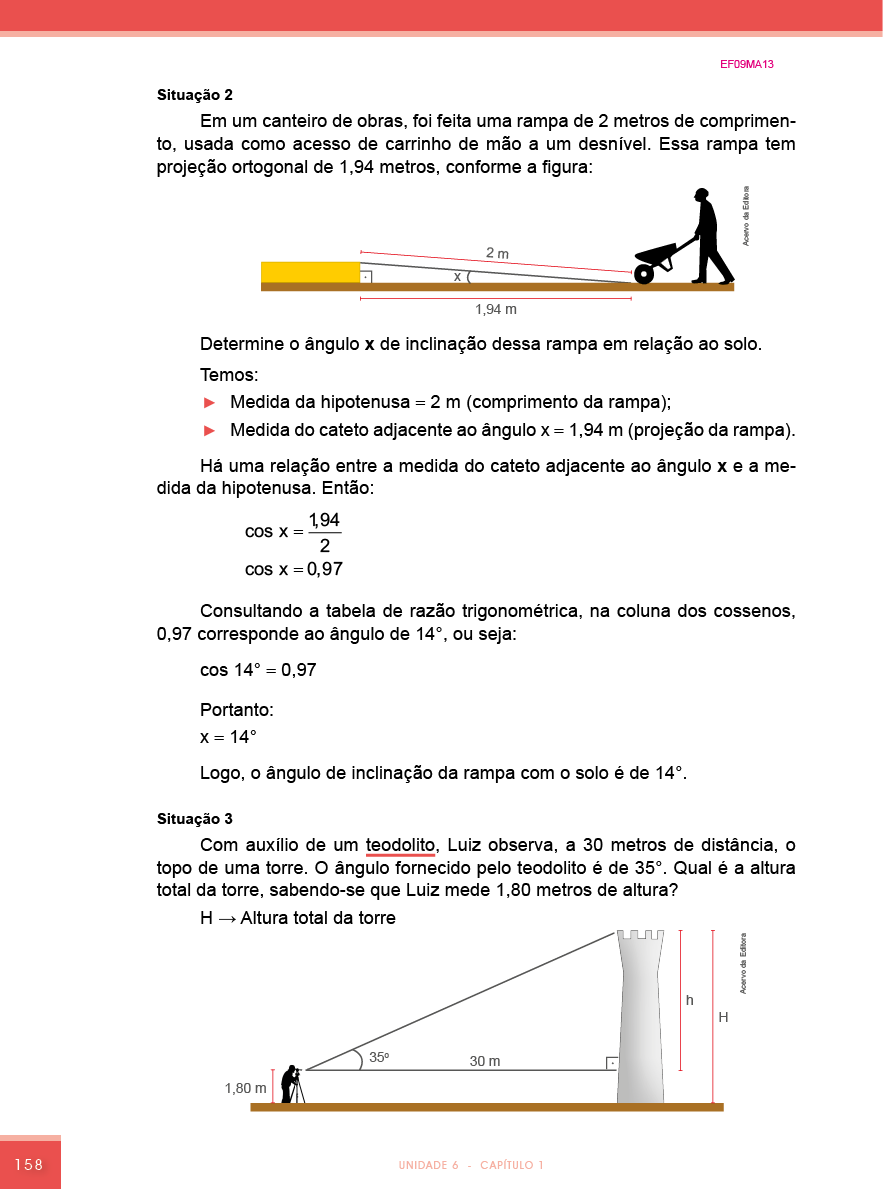 EF09MA13
Situação 2
Em um canteiro de obras, foi feita uma rampa de 2 metros de comprimen-
to, usada como acesso de carrinho de mão a um desnível. Essa rampa tem
projeção ortogonal de 1,94 metros, conforme a figura:
Acervo da Editora
2 m
x
1,94 m
Determine o ângulo x de inclinação dessa rampa em relação ao solo.
Temos:
► Medida da hipotenusa = 2 m (comprimento da rampa);
► Medida do cateto adjacente ao ângulo x = 1,94 m (projeção da rampa).
Há uma relação entre a medida do cateto adjacente ao ângulo x e a me-
dida da hipotenusa. Então:
cos x = 1,94/2
cos x = 0,97
Consultando a tabela de razão trigonométrica, na coluna dos cossenos,
0,97 corresponde ao ângulo de 14°, ou seja:
cos 14° = 0,97
Portanto:
x = 14°
Logo, o ângulo de inclinação da rampa com o solo é de 14°.
Situação 3
Com auxílio de um teodolito, Luiz observa, a 30 metros de distância, o
topo de uma torre. O ângulo fornecido pelo teodolito é de 35°. Qual é a altura
total da torre, sabendo-se que Luiz mede 1,80 metros de altura?
H → Altura total da torre
Acervo da Editora
h
H
35º
30 m
1,80 m
158
UNIDADE 6 - CAPÍTULO 1